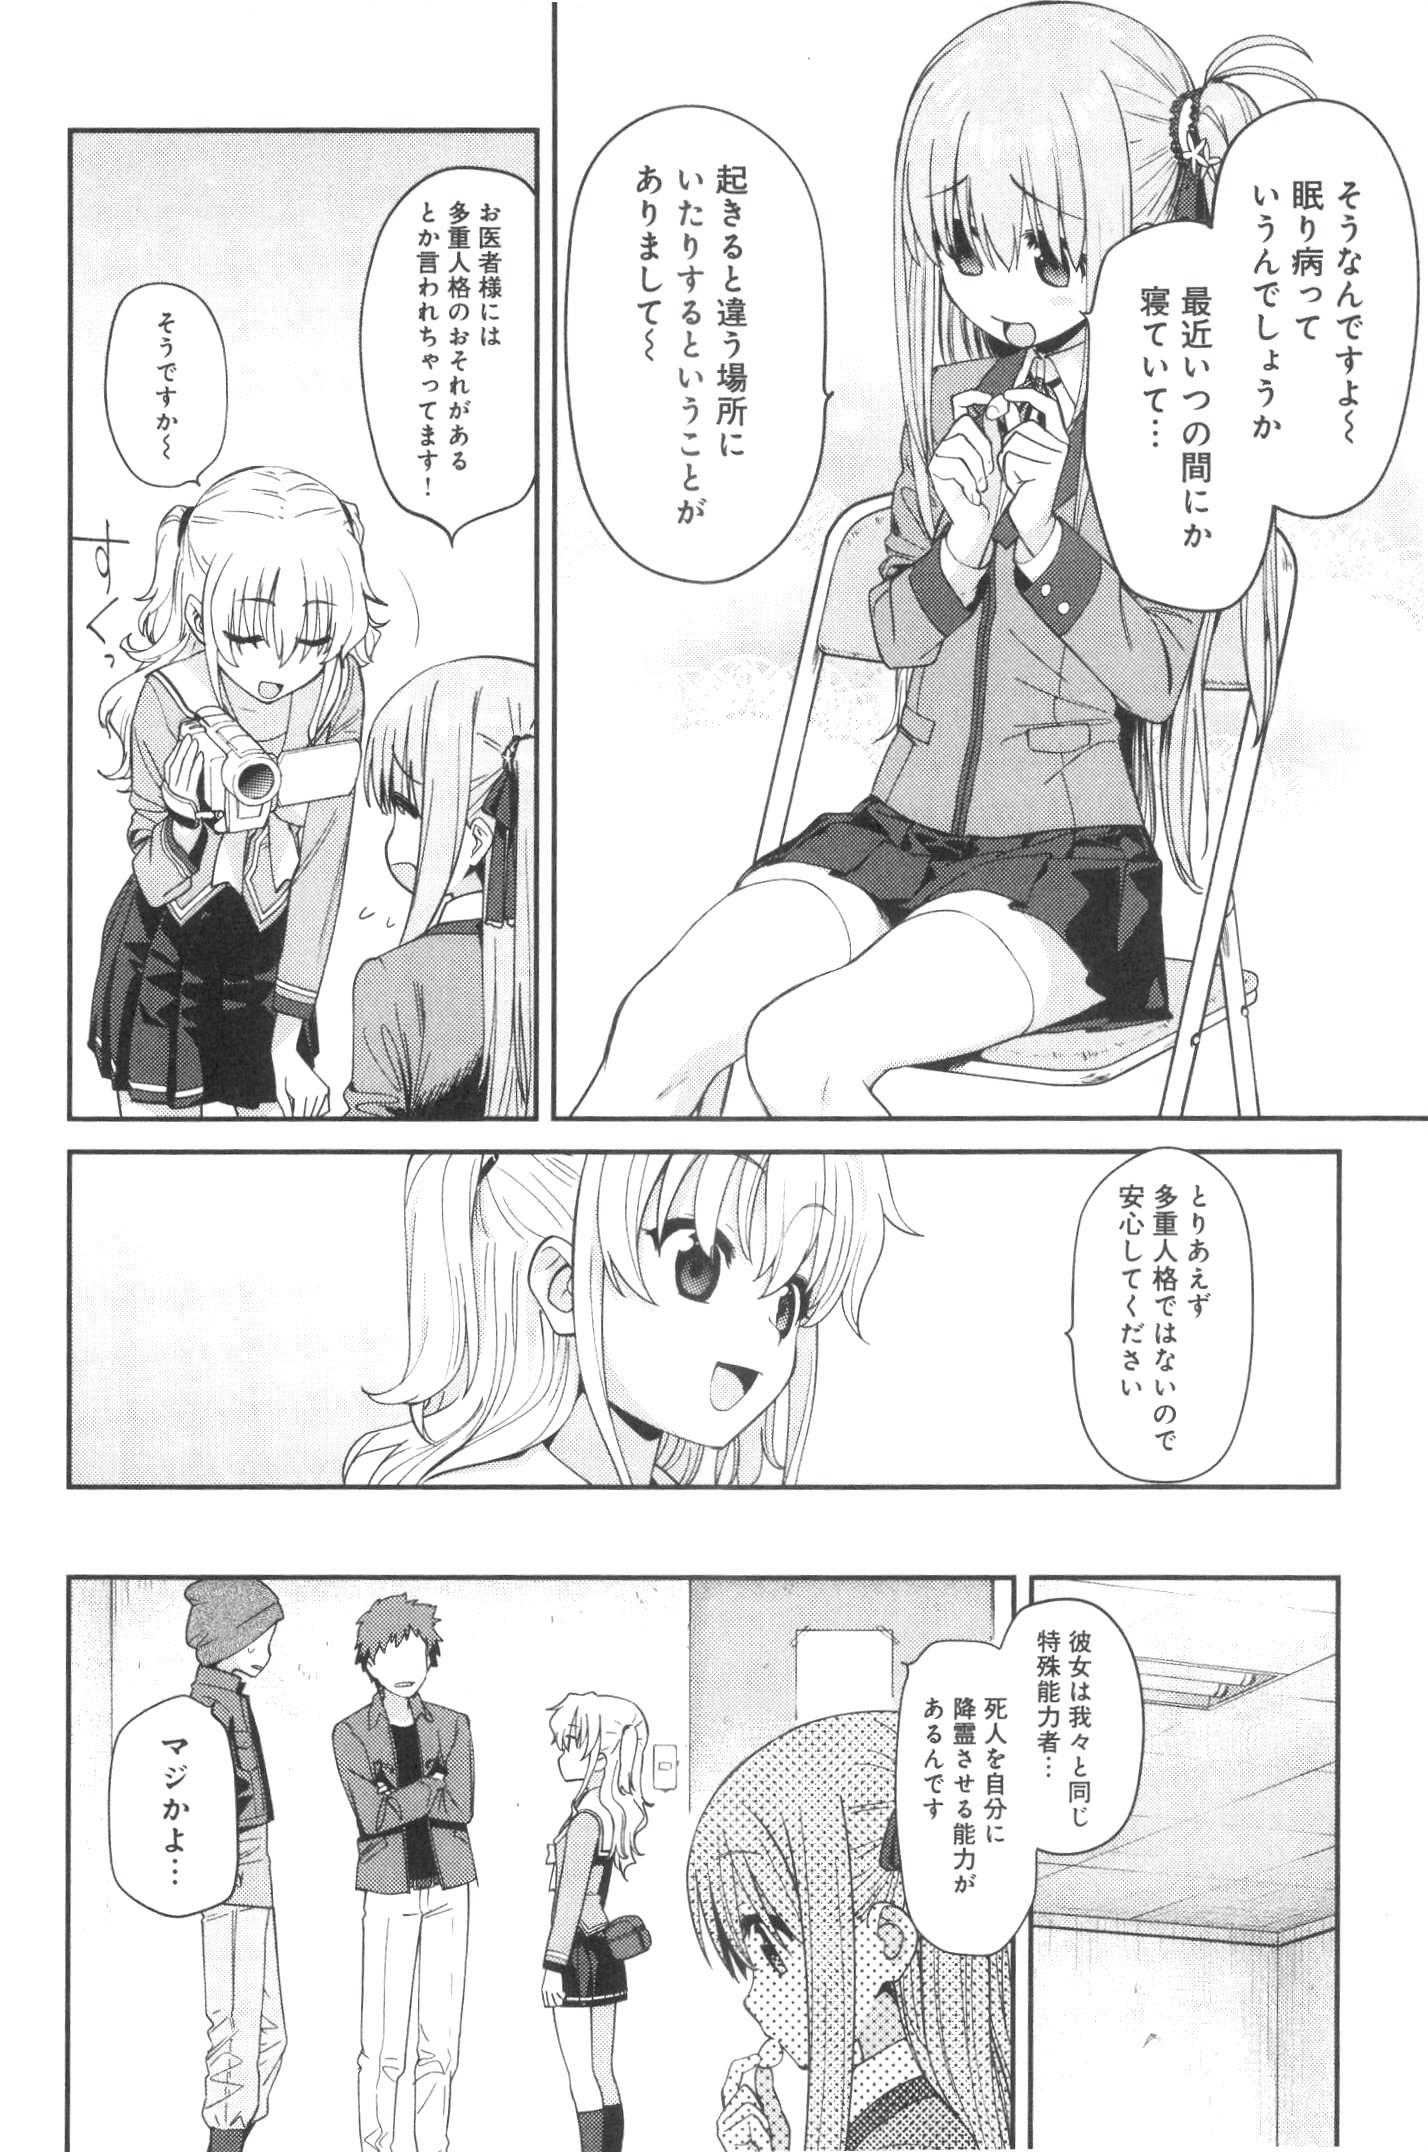 そうなんですよ～
眠り病って
いうんでしょうか
最近いつの間にか
寝ていて…
起きると違う場所に
いたりするということが
ありまして～
お医者様には
多重人格のおそれがある
とか言われちゃってます！
そうですか～
すくっ
とりあえず
多重人格ではないので
安心してください
彼女は我々と同じ
特殊能力者…
死人を自分に
降霊させる能力が
あるんです
マジかよ…